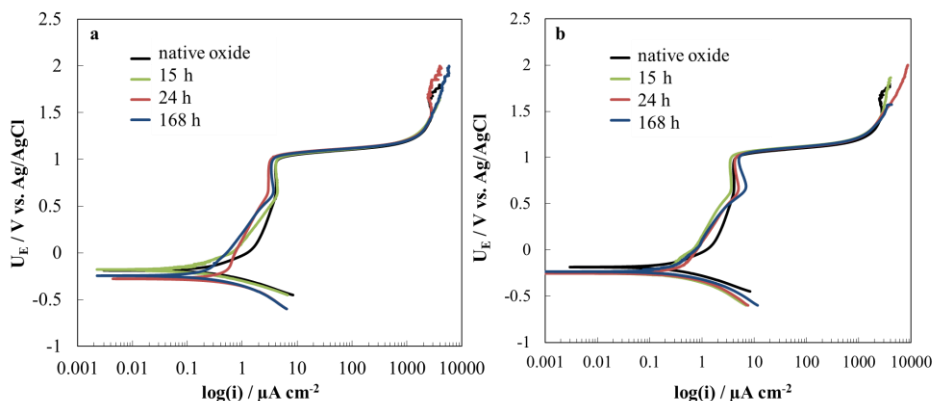 a
native oxide
15 h
24 h
168 h
2.5
2
1.5
1
0.5
0
-0.5
-1
U_E / V vs. Ag/AgCl
0.001 0.01 0.1 1 10 100 1000 10000
log(i) / µA cm⁻²
b
native oxide
15 h
24 h
168 h
2.5
2
1.5
1
0.5
0
-0.5
-1
U_E / V vs. Ag/AgCl
0.001 0.01 0.1 1 10 100 1000 10000
log(i) / µA cm⁻²